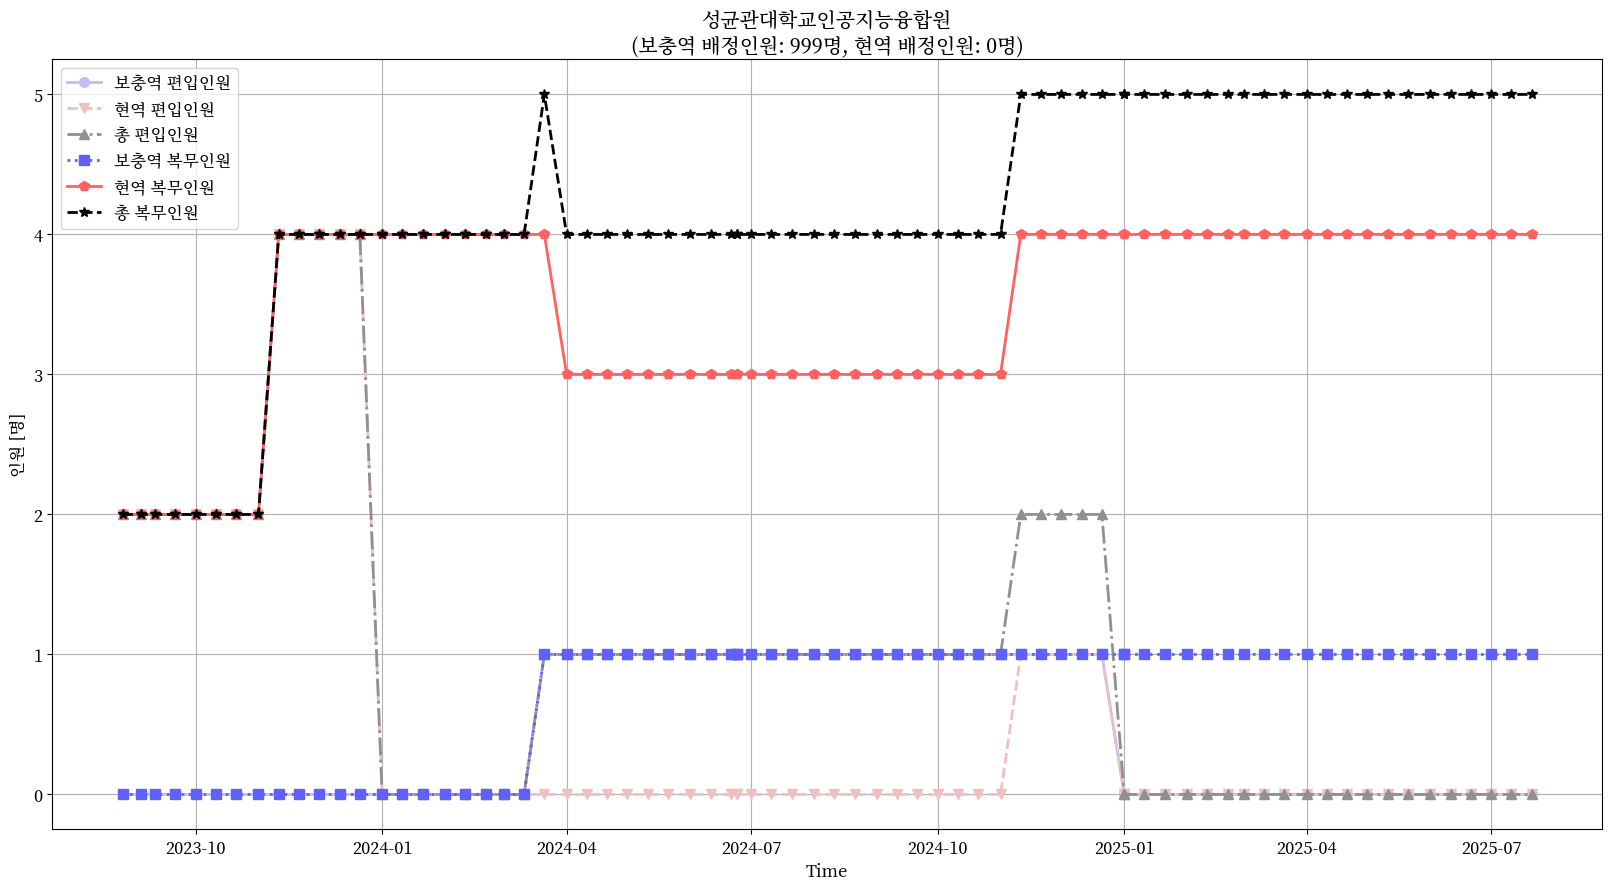 성균관대학교인공지능융합원
(보충역 배정인원: 999명, 현역 배정인원: 0명)
보충역 편입인원
현역 편입인원
총 편입인원
보충역 복무인원
현역 복무인원
총 복무인원
5
4
3
2
1
0
인원 [명]
2023-10
2024-01
2024-04
2024-07
2024-10
2025-01
2025-04
2025-07
Time